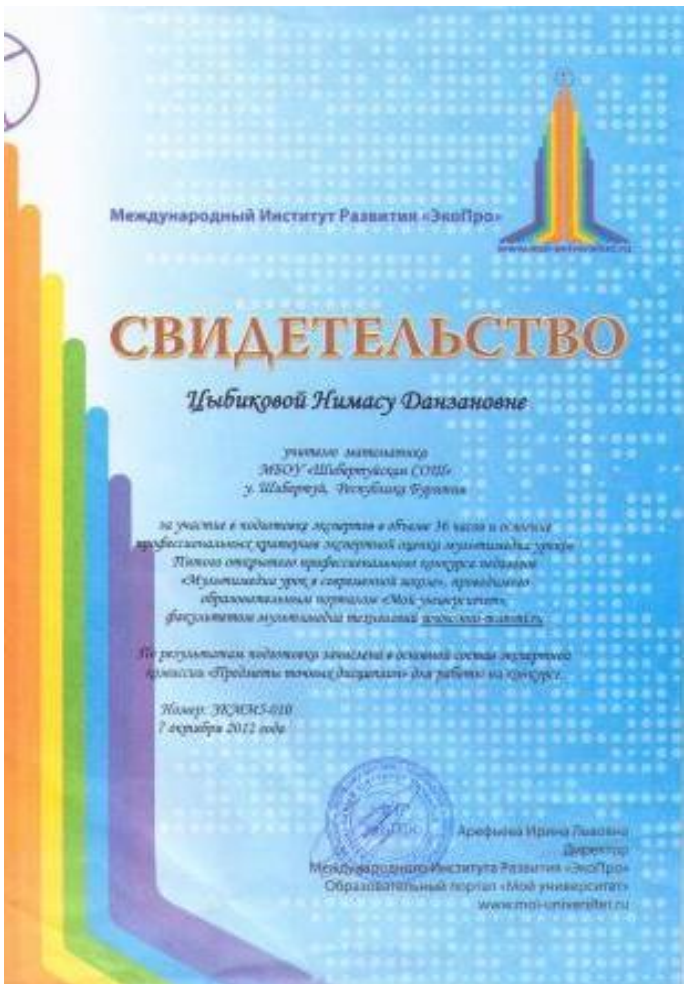 Международный Институт Развития «ЭкоПро»
www.moi-universitet.ru
СВИДЕТЕЛЬСТВО
Цыбиковой Нимасу Данзановне
учителю математики
МБОУ «Шибертуйская СОШ»
у. Шибертуй, Республика Бурятия
за участие в подготовке экспертов в объеме 36 часов и освоение
профессиональных критериев экспертной оценки мультимедиа уроков
Пятого открытого профессионального конкурса педагогов
«Мультимедиа урок в современной школе», проводимого
образовательным порталом «Мой университет»,
факультетом мультимедиа технологий
По результатам подготовки зачислена в основной состав экспертной
комиссии «Предметы точных дисциплин» для работы на конкурсе.
Номер: ЭКММ5-010
7 октября 2012 года
Арефьева Ирина Львовна
Директор
Международного Института Развития «ЭкоПро»
Образовательный портал «Мой университет»
www.moi-universitet.ru